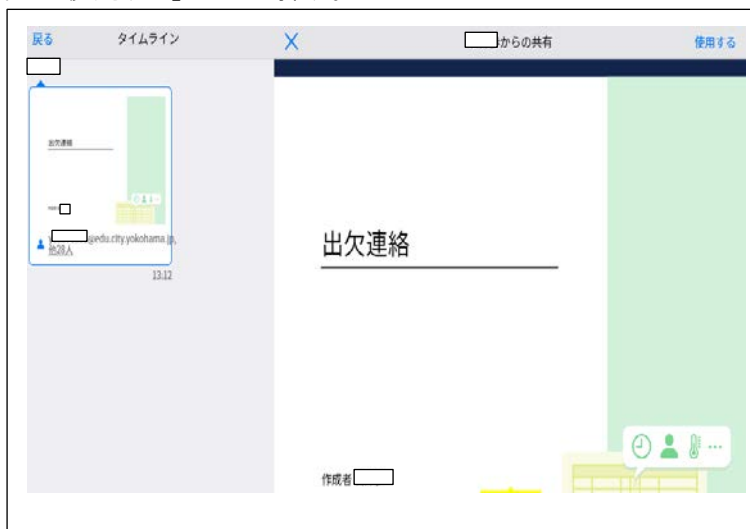 戻る
タイムライン
からの共有
使用する
出欠連絡
@edu.city.yokohama.jp,
他28人
13:12
出欠連絡
作成者